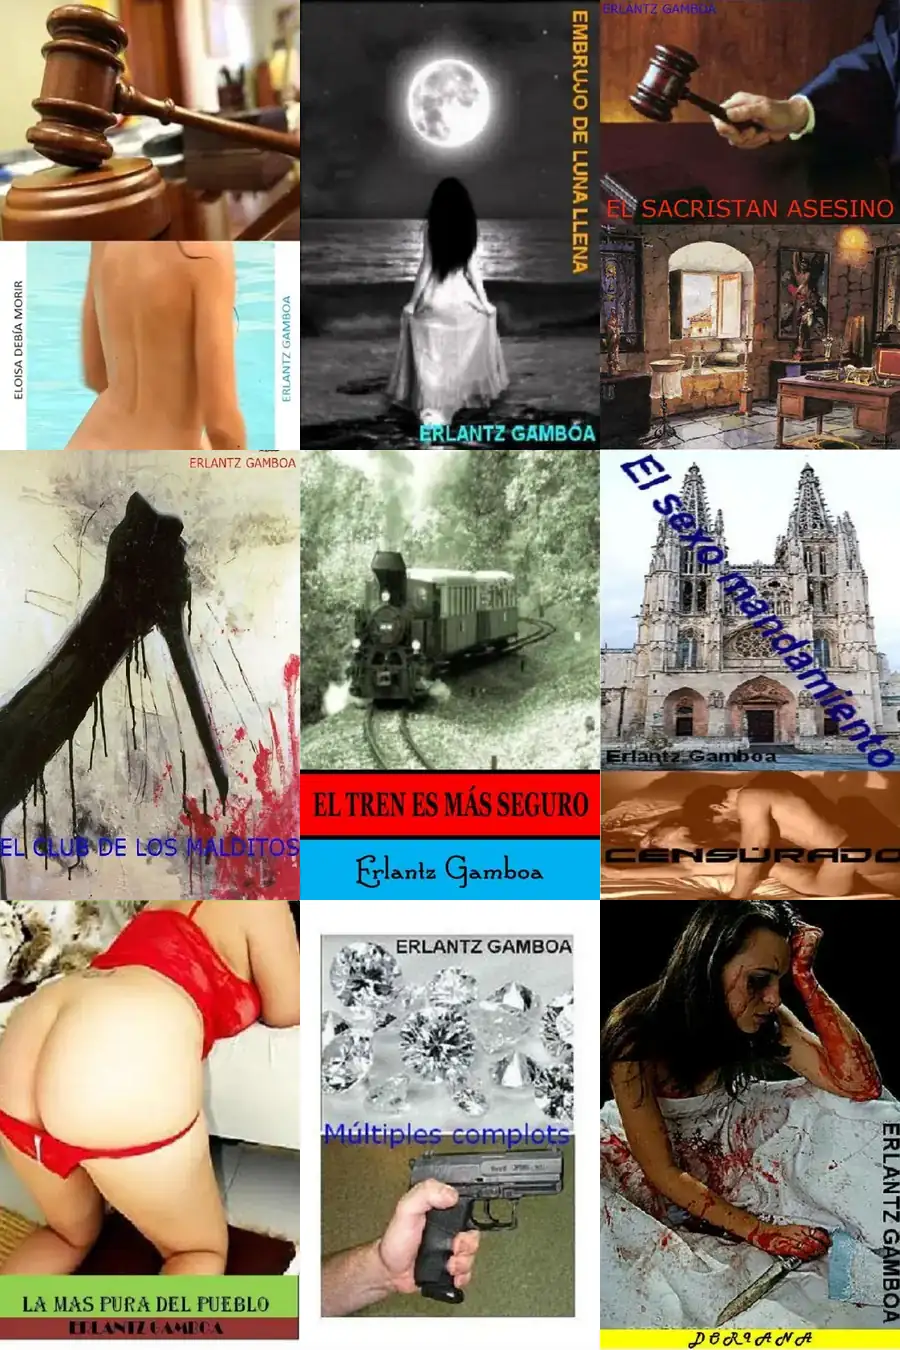 ELOISA DEBÍA MORIR
ERLANTZ GAMBOA
EMBRUJO DE LUNA LLENA
ERLANTZ GAMBOA
ERLANTZ GAMBOA
EL SACRISTAN ASESINO
ERLANTZ GAMBOA
EL CLUB DE LOS MALDITOS
EL TREN ES MÁS SEGURO
Erlantz Gamboa
El sexo mandamiento
Erlantz Gamboa
CENSURADO
LA MAS PURA DEL PUEBLO
ERLANTZ GAMBOA
ERLANTZ GAMBOA
Múltiples complots
ERLANTZ GAMBOA
DORIANA